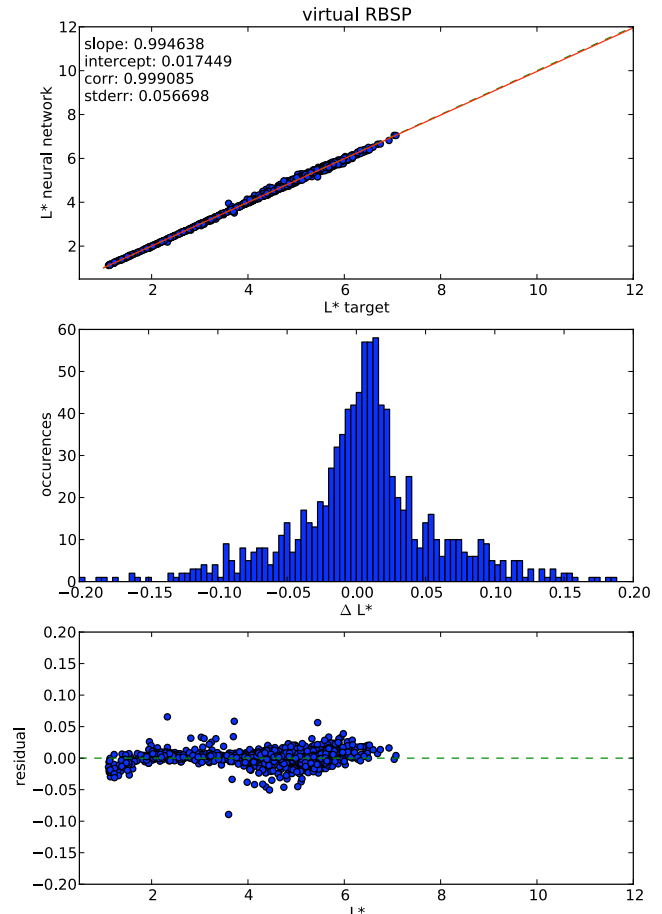 virtual RBSP
slope: 0.994638
intercept: 0.017449
corr: 0.999085
stderr: 0.056698
12
10
8
6
4
2
L* neural network
2 4 6 8 10 12
L* target
60
50
40
30
20
10
0
occurences
−0.20 −0.15 −0.10 −0.05 0.00 0.05 0.10 0.15 0.20
Δ L*
0.20
0.15
0.10
0.05
0.00
−0.05
−0.10
−0.15
−0.20
residual
2 4 6 8 10 12
L*